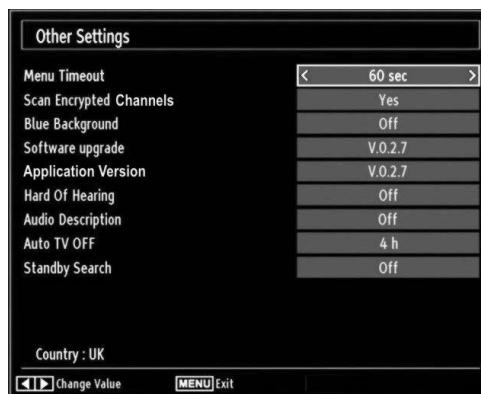 Other Settings
Menu Timeout < 60 sec >
Scan Encrypted Channels Yes
Blue Background Off
Software upgrade V.0.2.7
Application Version V.0.2.7
Hard Of Hearing Off
Audio Description Off
Auto TV OFF 4 h
Standby Search Off
Country : UK
Change Value MENU Exit